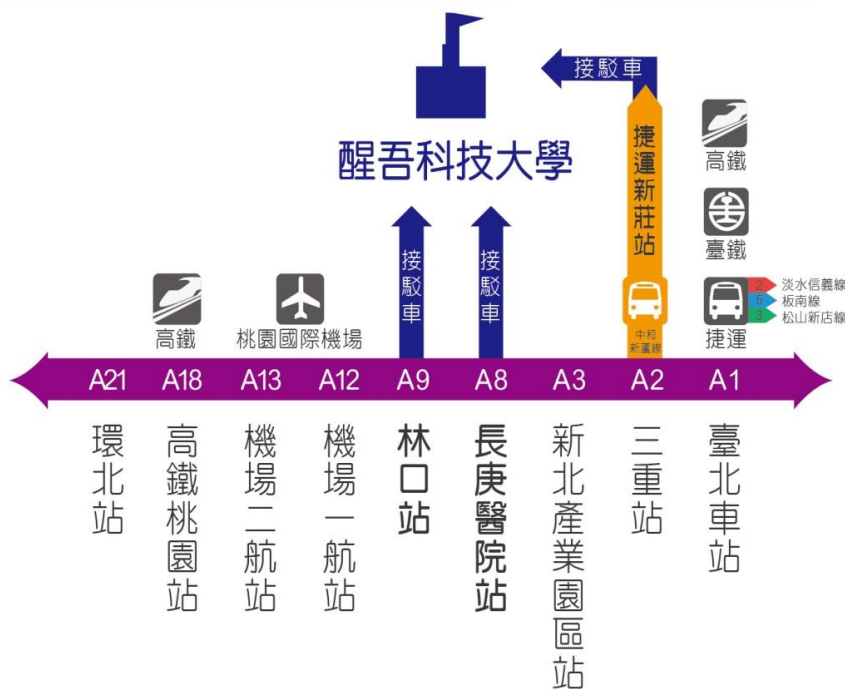 接駁車
醒吾科技大學
捷運新莊站
高鐵
臺鐵
接駁車
接駁車
2 淡水信義線
5 板南線
3 松山新店線
高鐵
桃園國際機場
中和
新蘆線
捷運
A21 A18 A13 A12 A9 A8 A3 A2 A1
環北站
高鐵桃園站
機場二航站
機場一航站
林口站
長庚醫院站
新北產業園區站
三重站
臺北車站